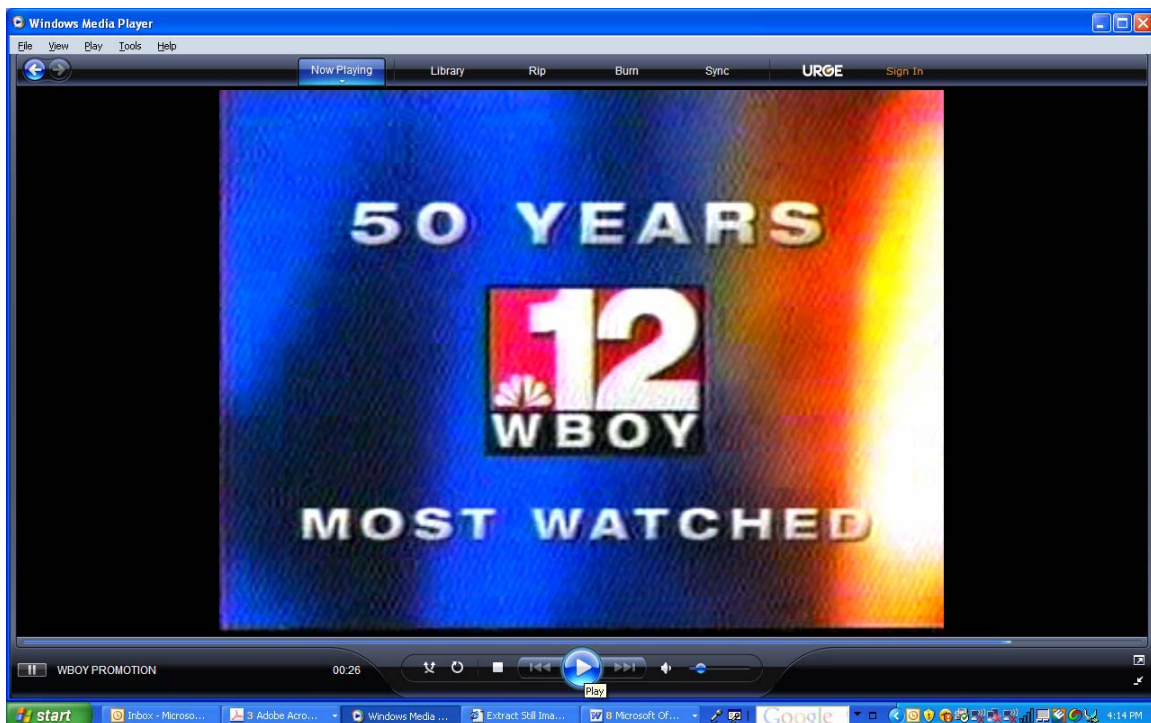 Windows Media Player
File View Play Tools Help
Now Playing Library Rip Burn Sync URGE Sign In
50 YEARS
12
WBOY
MOST WATCHED
WBOY PROMOTION 00:26
Play
start Inbox - Microso... 3 Adobe Acro... Windows Media ... Extract Still Ima... 8 Microsoft Of... Google 4:14 PM